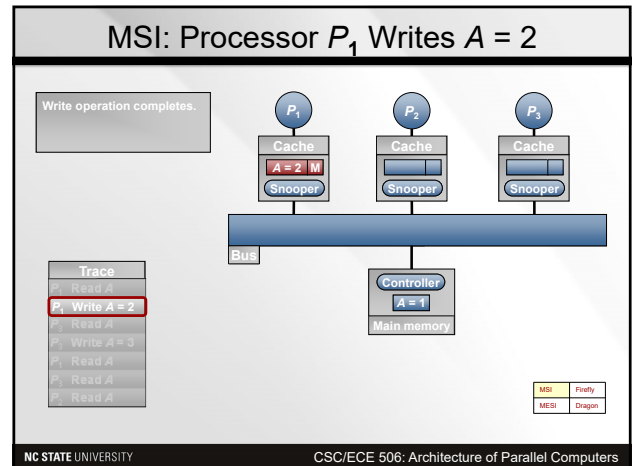 MSI: Processor P1 Writes A = 2
Write operation completes.
P1
P2
P3
Cache
Cache
Cache
A = 2 M
Snooper
Snooper
Snooper
Bus
Trace
P1 Read A
P1 Write A = 2
P3 Read A
P3 Write A = 3
P1 Read A
P3 Read A
P2 Read A
Controller
A = 1
Main memory
MSI Firefly
MESI Dragon
NC STATE UNIVERSITY
CSC/ECE 506: Architecture of Parallel Computers